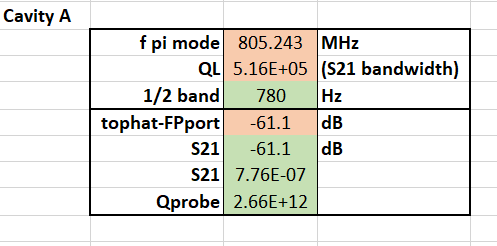 Cavity A
f pi mode 805.243 MHz
QL 5.16E+05 (S21 bandwidth)
1/2 band 780 Hz
tophat-FPport -61.1 dB
S21 -61.1 dB
S21 7.76E-07
Qprobe 2.66E+12